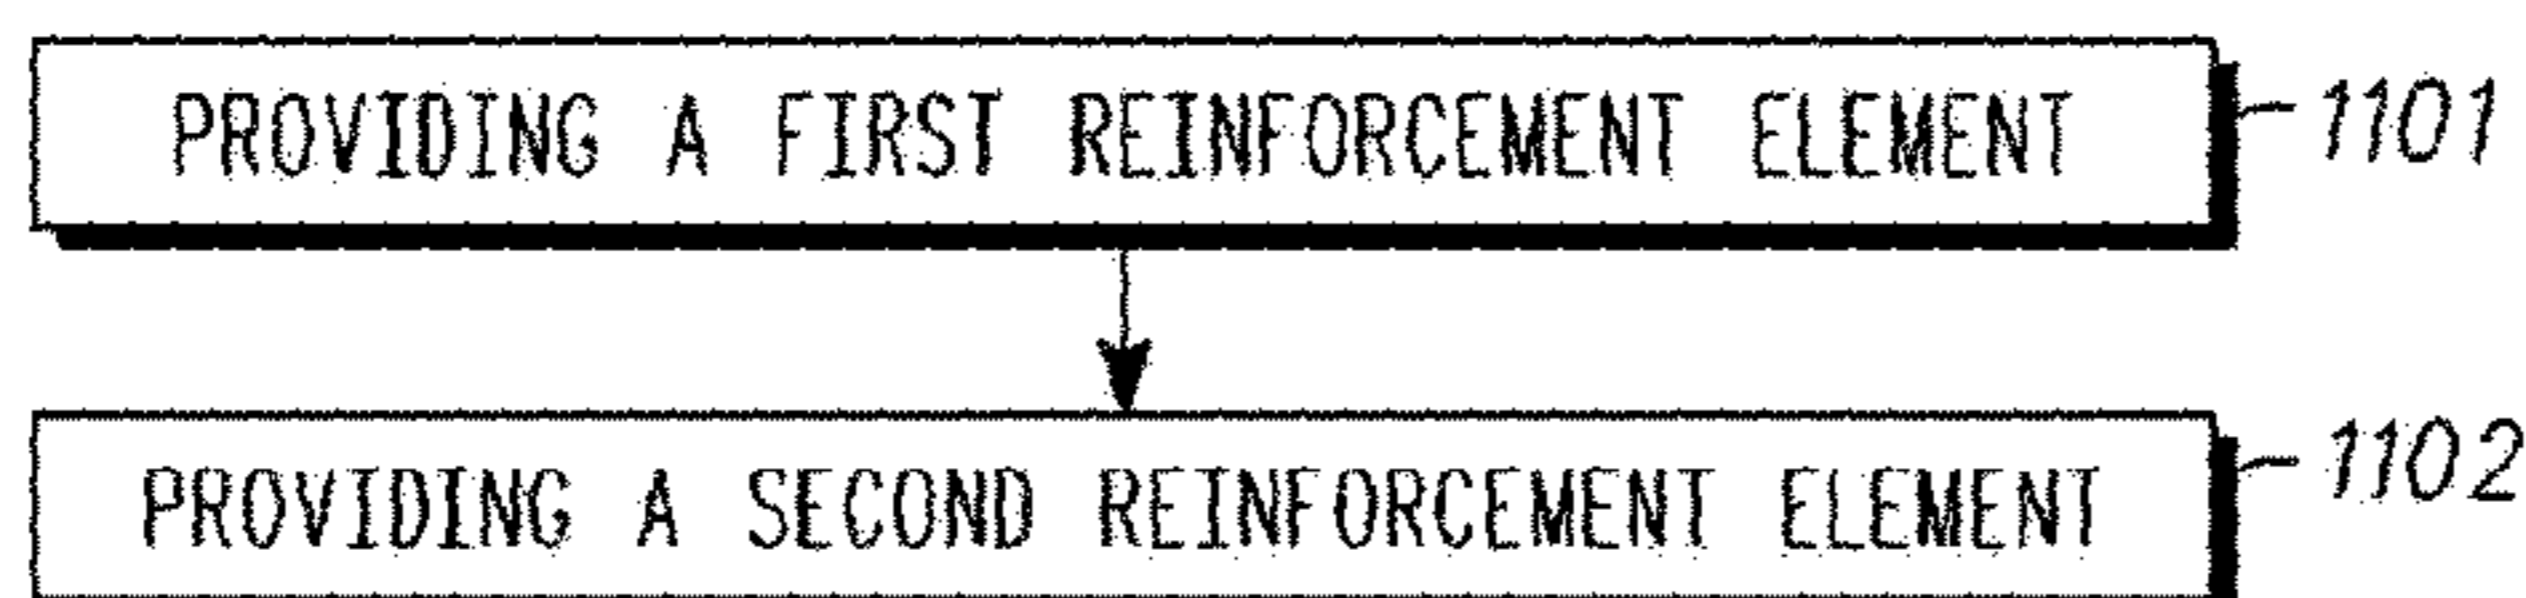 PROVIDING A FIRST REINFORCEMENT ELEMENT 1101
PROVIDING A SECOND REINFORCEMENT ELEMENT 1102